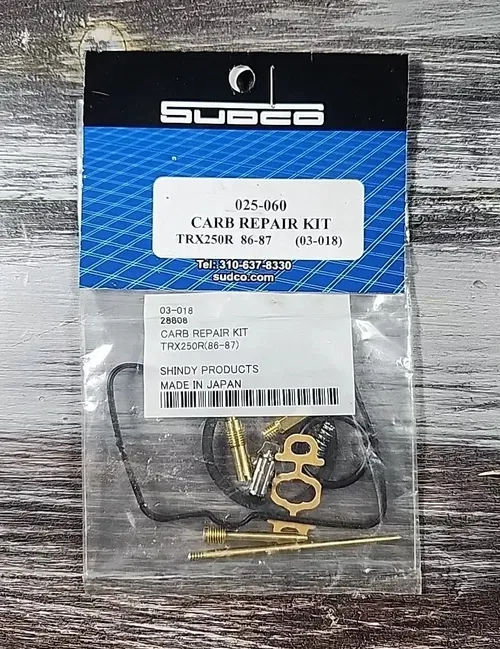 SUDCO
025-060
CARB REPAIR KIT
TRX250R 86-87 (03-018)
Tel: 310-637-8330
sudco.com
03-018
28808
CARB REPAIR KIT
TRX250R(86-87)
SHINDY PRODUCTS
MADE IN JAPAN